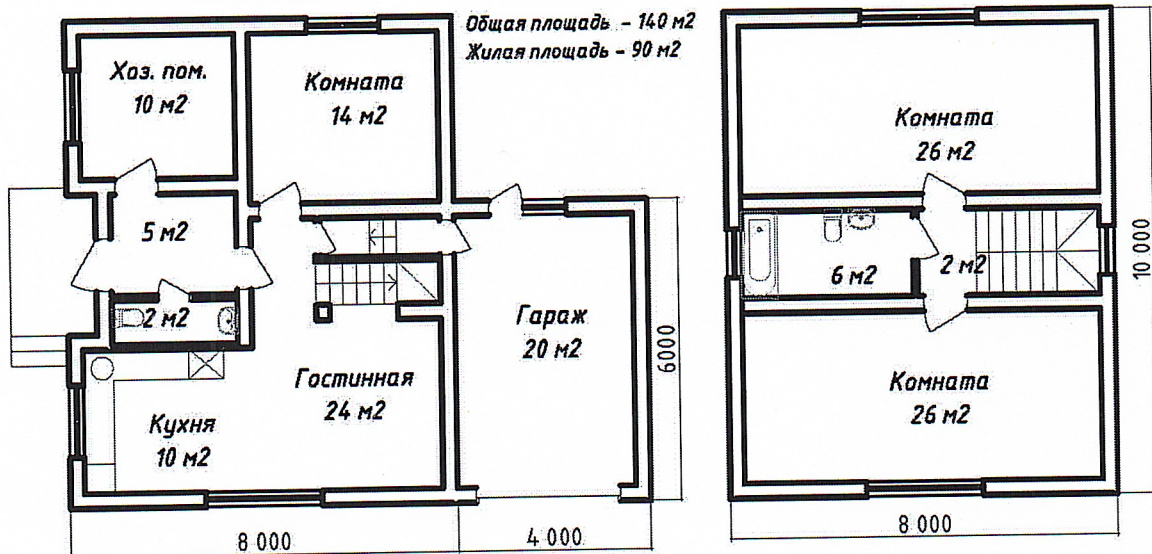 Общая площадь - 140 м2
Жилая площадь - 90 м2
Хоз. пом.
10 м2
Комната
14 м2
5 м2
2 м2
Гостинная
24 м2
Кухня
10 м2
Гараж
20 м2
6000
8 000
4 000
Комната
26 м2
6 м2
2 м2
Комната
26 м2
10 000
8 000